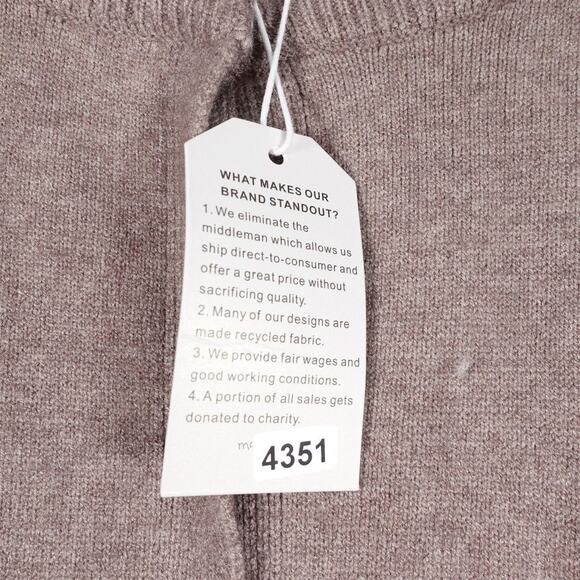 WHAT MAKES OUR
BRAND STANDOUT?
1. We eliminate the
middleman which allows us
ship direct-to-consumer and
offer a great price without
sacrificing quality.
2. Many of our designs are
made recycled fabric.
3. We provide fair wages and
good working conditions.
4. A portion of all sales gets
donated to charity.
4351